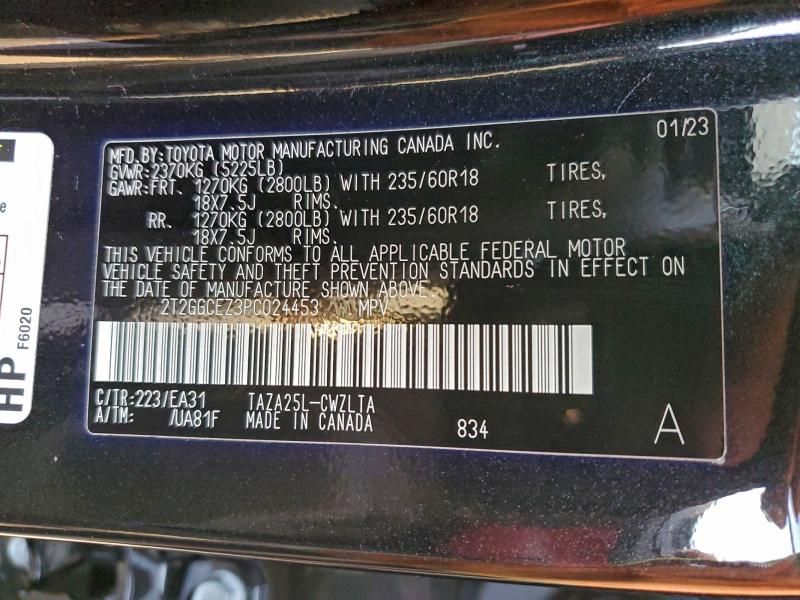 01/23
MFD.BY:TOYOTA MOTOR MANUFACTURING CANADA INC.
GVWR:2370KG (5225LB)
GAWR:FRT. 1270KG (2800LB) WITH 235/60R18 TIRES,
18X7.5J RIMS.
RR. 1270KG (2800LB) WITH 235/60R18 TIRES,
18X7.5J RIMS.
THIS VEHICLE CONFORMS TO ALL APPLICABLE FEDERAL MOTOR
VEHICLE SAFETY AND THEFT PREVENTION STANDARDS IN EFFECT ON
THE DATE OF MANUFACTURE SHOWN ABOVE.
2T2GGCEZ3PC024453 MPV
C/TR:223/EA31 TAZA25L-CWZLTA
A/TM: /UA81F MADE IN CANADA 834 A
HP F6020